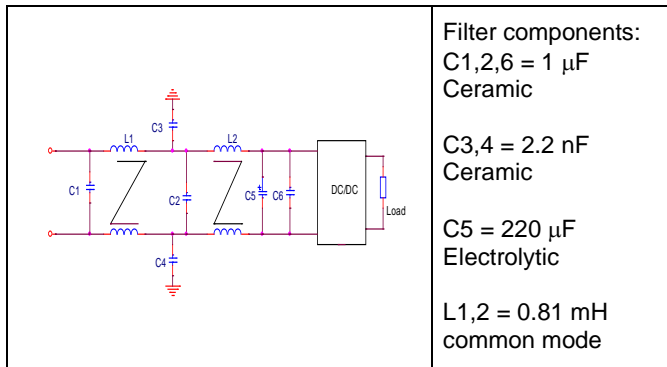 C3
L1
L2
C1
C2
C5
+
C6
DC/DC
Load
C4
Filter components:
C1,2,6 = 1 μF
Ceramic
C3,4 = 2.2 nF
Ceramic
C5 = 220 μF
Electrolytic
L1,2 = 0.81 mH
common mode